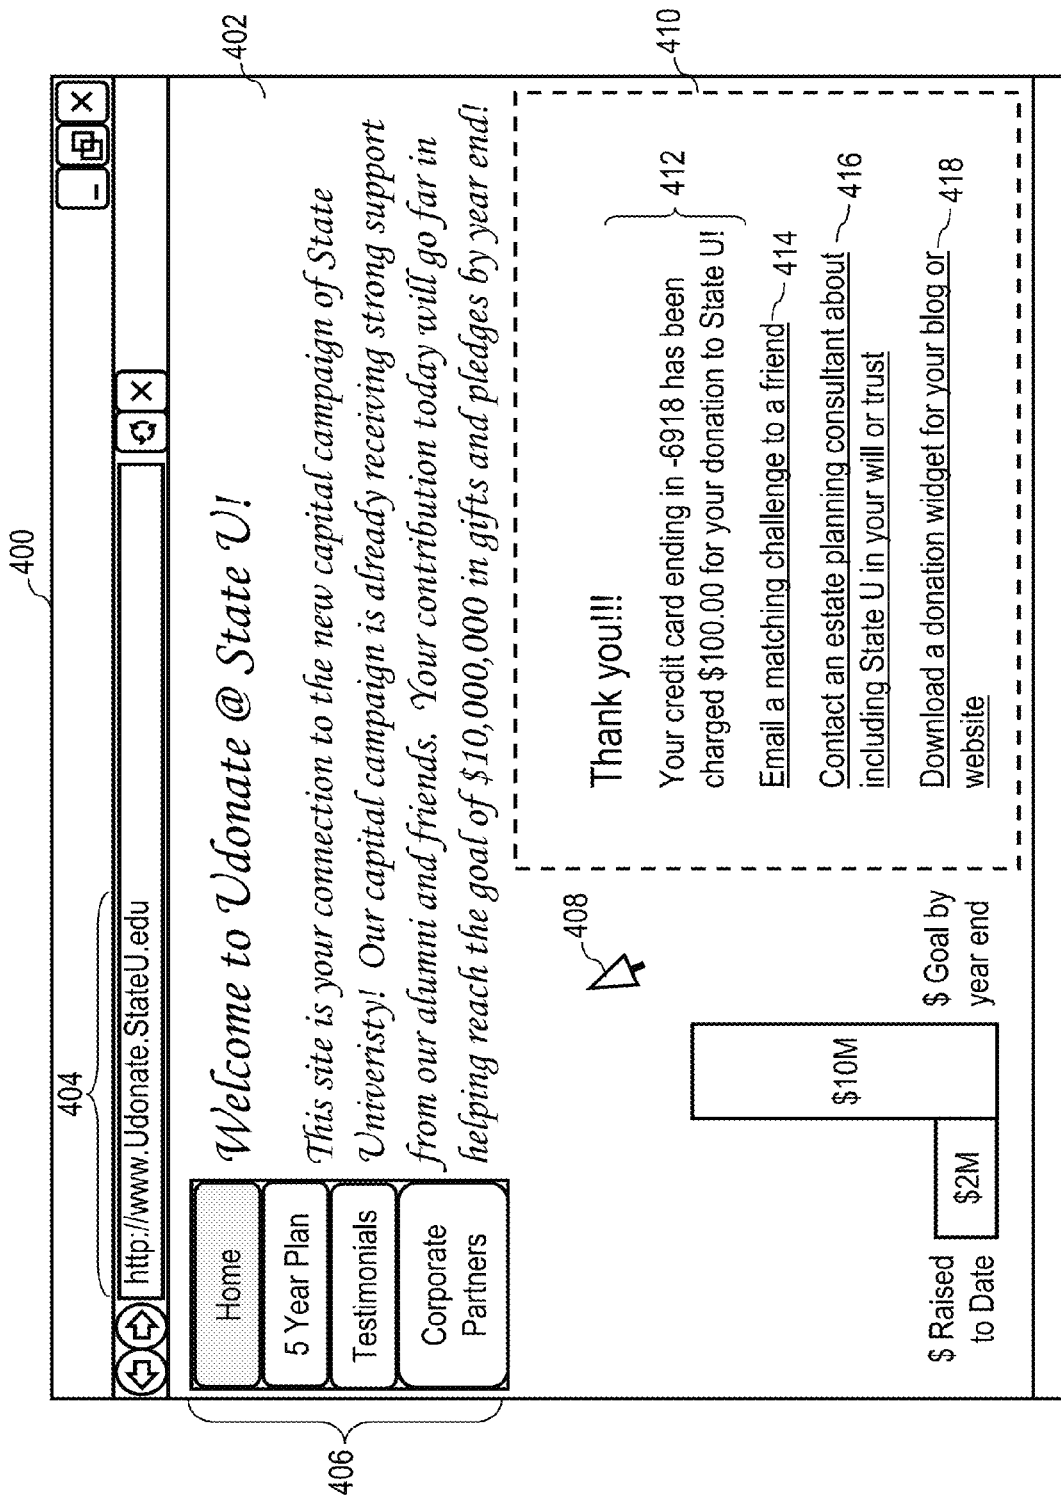 400
404
http://www.Udonate.StateU.edu
402
406
Home
5 Year Plan
Testimonials
Corporate
Partners
Welcome to Udonate @ State U!
This site is your connection to the new capital campaign of State
Univeristy! Our capital campaign is already receiving strong support
from our alumni and friends. Your contribution today will go far in
helping reach the goal of $10,000,000 in gifts and pledges by year end!
408
410
Thank you!!!
Your credit card ending in -6918 has been
charged $100.00 for your donation to State U!
412
Email a matching challenge to a friend
414
Contact an estate planning consultant about
416
including State U in your will or trust
Download a donation widget for your blog or
418
website
$ Raised
to Date
$2M
$10M
$ Goal by
year end